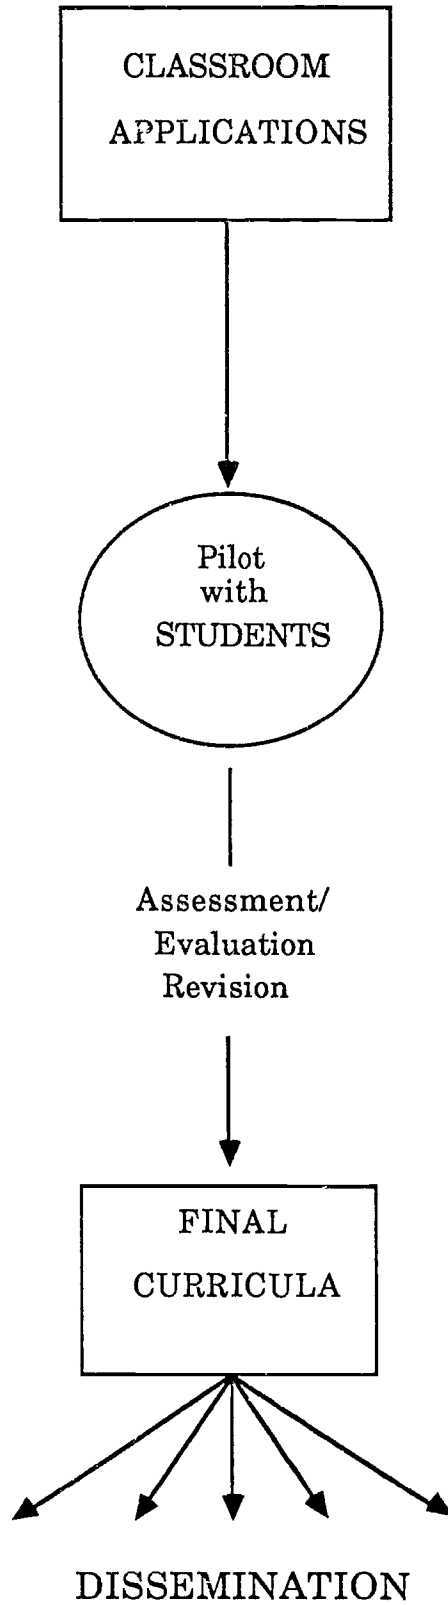 CLASSROOM
APPLICATIONS
Pilot
with
STUDENTS
Assessment/
Evaluation
Revision
FINAL
CURRICULA
DISSEMINATION